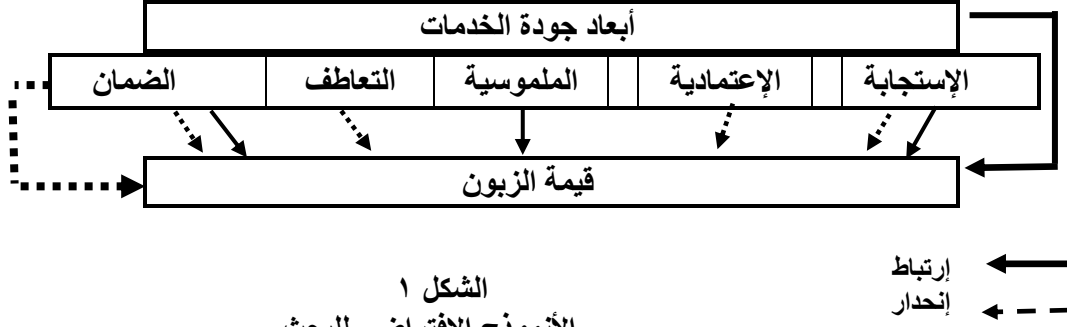 أبعاد جودة الخدمات
الإستجابة الإعتمادية الملموسية التعاطف الضمان
قيمة الزبون
إرتباط
إنحدار
الشكل ١